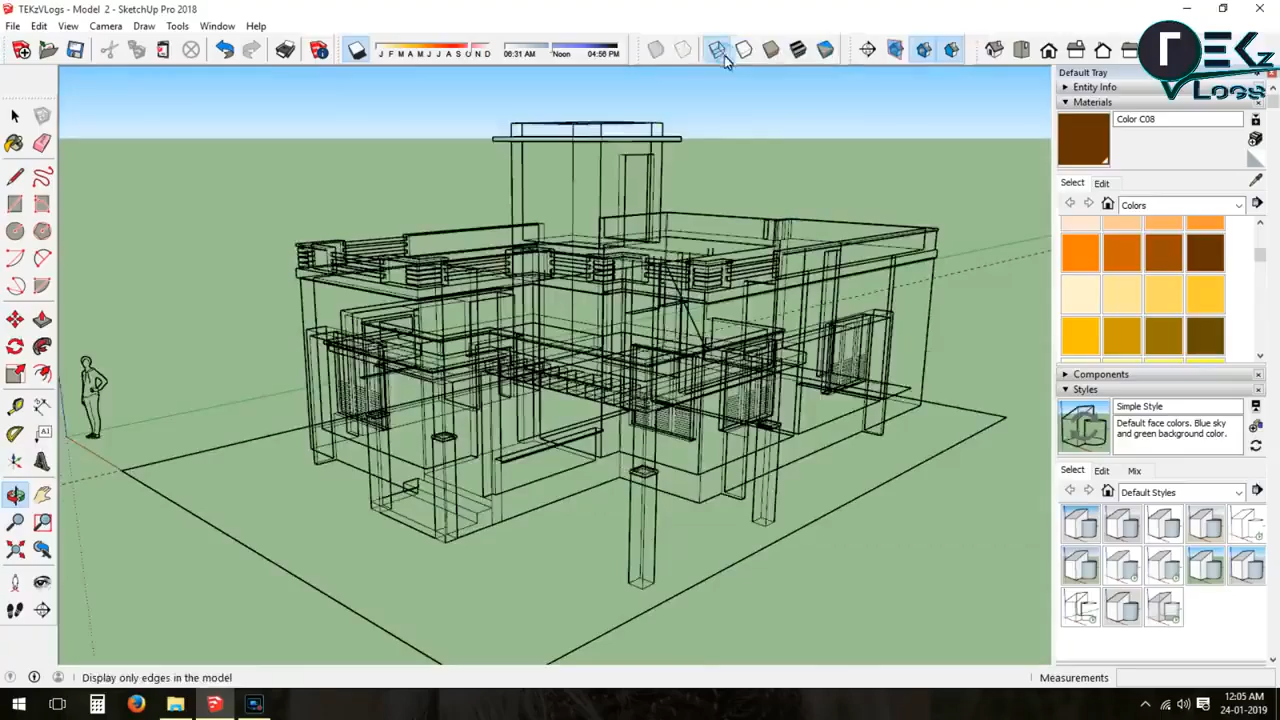 TEKzVLogs - Model 2 - SketchUp Pro 2018
File Edit View Camera Draw Tools Window Help
J F M A M J J A S O N D
06:31 AM Noon 04:56 PM
TEKz
VLogs
Default Tray
Entity Info
Materials
Color C08
Select Edit
Colors
Components
Styles
Simple Style
Default face colors. Blue sky
and green background color.
Select Edit Mix
Default Styles
A1
Display only edges in the model
Measurements
12:05 AM
24-01-2019